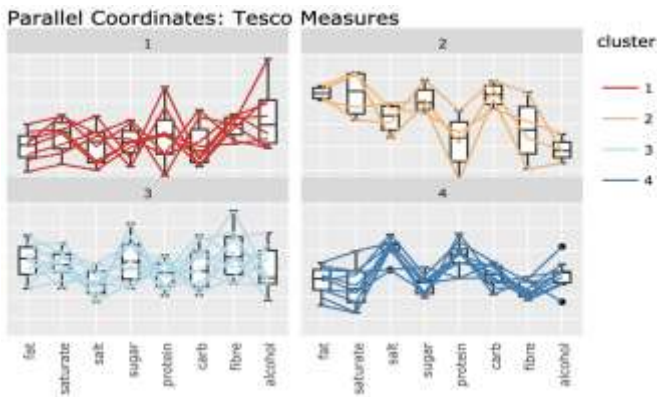 Parallel Coordinates: Tesco Measures
1
2
cluster
1
2
3
4
3
4
fat
saturate
salt
sugar
protein
carb
fibre
alcohol
fat
saturate
salt
sugar
protein
carb
fibre
alcohol